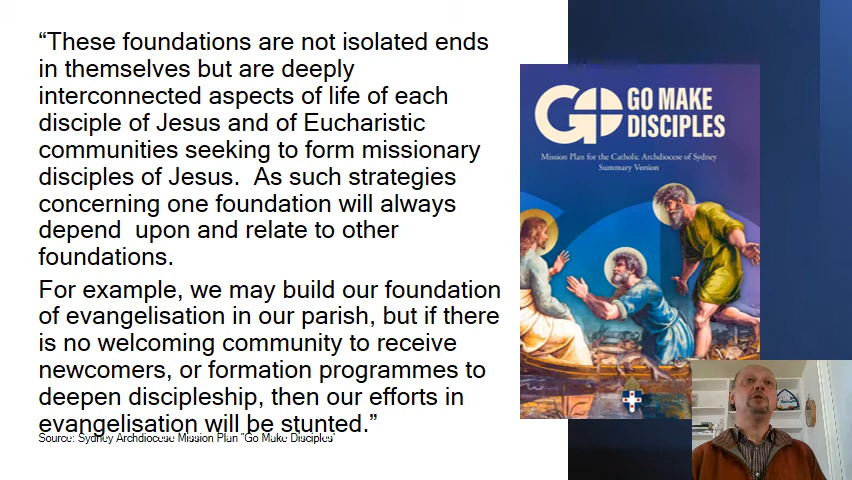 “These foundations are not isolated ends
in themselves but are deeply
interconnected aspects of life of each
disciple of Jesus and of Eucharistic
communities seeking to form missionary
disciples of Jesus.  As such strategies
concerning one foundation will always
depend  upon and relate to other
foundations.
For example, we may build our foundation
of evangelisation in our parish, but if there
is no welcoming community to receive
newcomers, or formation programmes to
deepen discipleship, then our efforts in
evangelisation will be stunted.”
Source: Sydney Archdiocese Mission Plan “Go Make Disciples”
GO MAKE
DISCIPLES
Mission Plan for the Catholic Archdiocese of Sydney
Summary Version